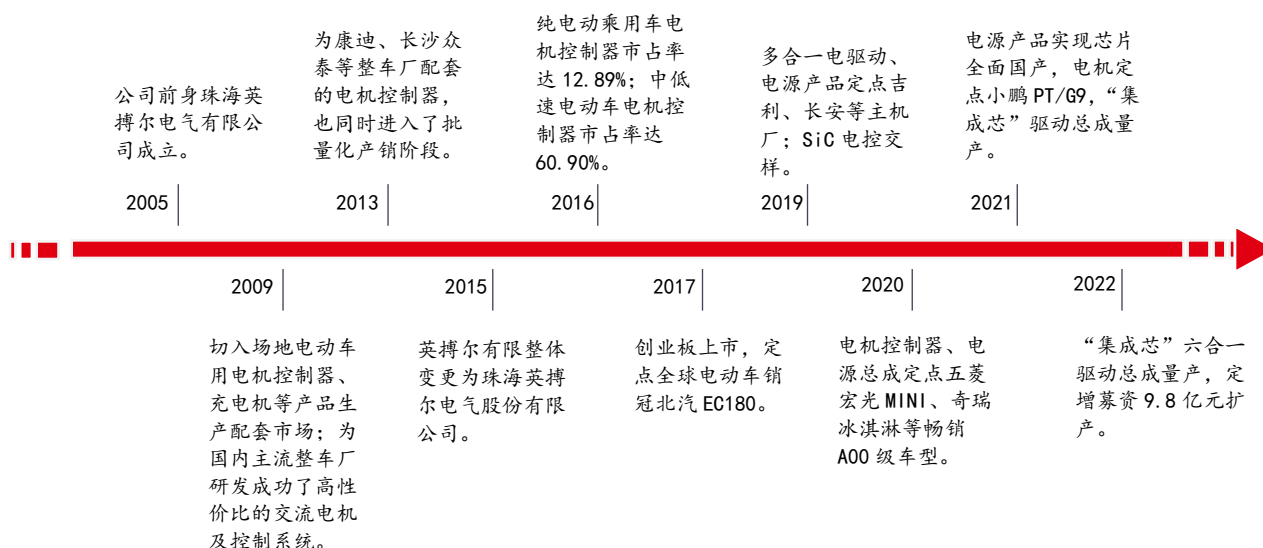 公司前身珠海英
搏尔电气有限公
司成立。
2005
为康迪、长沙众
泰等整车厂配套
的电机控制器,
也同时进入了批
量化产销阶段。
2013
纯电动乘用车电
机控制器市占率
达 12.89%；中低
速电动车电机控
制器市占率达
60.90%。
2016
多合一电驱动、
电源产品定点吉
利、长安等主机
厂；SiC 电控交
样。
2019
电源产品实现芯片
全面国产，电机定
点小鹏 PT/G9，“集
成芯”驱动总成量
产。
2021
2009
切入场地电动车
用电机控制器、
充电机等产品生
产配套市场；为
国内主流整车厂
研发成功了高性
价比的交流电机
及控制系统。
2015
英搏尔有限整体
变更为珠海英搏
尔电气股份有限
公司。
2017
创业板上市，定
点全球电动车销
冠北汽 EC180。
2020
电机控制器、电
源总成定点五菱
宏光 MINI、奇瑞
冰淇淋等畅销
A00 级车型。
2022
“集成芯”六合一
驱动总成量产，定
增募资 9.8 亿元扩
产。